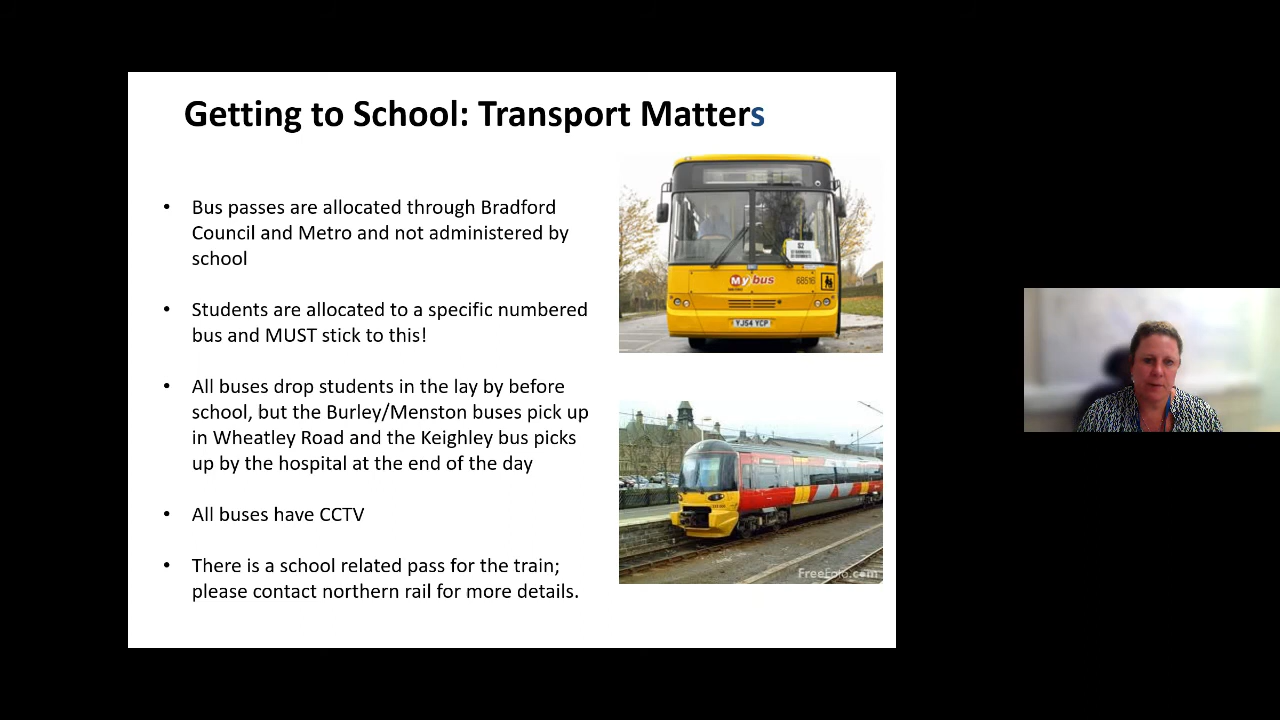 Getting to School: Transport Matters
• Bus passes are allocated through Bradford
Council and Metro and not administered by
school
• Students are allocated to a specific numbered
bus and MUST stick to this!
• All buses drop students in the lay by before
school, but the Burley/Menston buses pick up
in Wheatley Road and the Keighley bus picks
up by the hospital at the end of the day
• All buses have CCTV
• There is a school related pass for the train;
please contact northern rail for more details.
My bus
68516
YJ54 YCP
FreeFoto.com